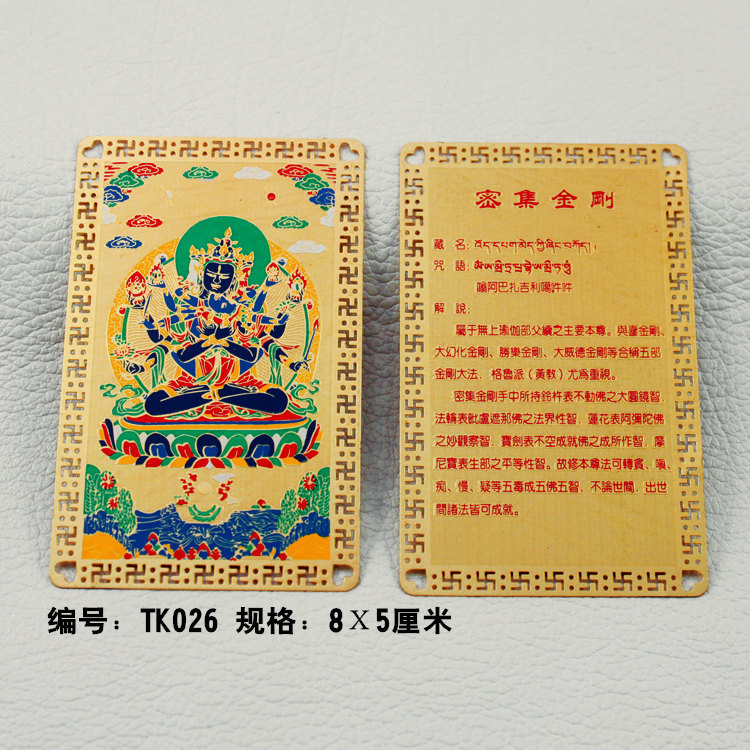 密集金剛
藏 名:
咒 語:
嗡阿巴扎吉利噶吽吽
解 說:
屬于無上瑜伽部父續之主要本尊。與喜金剛、
大幻化金剛、勝樂金剛、大威德金剛等合稱五部
金剛大法，格魯派（黃教）尤爲重視。
密集金剛手中所持鈴杵表不動佛之大圓鏡智，
法輪表毗盧遮那佛之法界性智，蓮花表阿彌陀佛
之妙觀察智，寶劍表不空成就佛之成所作智，摩
尼寶表生部之平等性智。故修本尊法可轉貪、嗔、
痴、慢、疑等五毒成五佛五智，不論世間，出世
間諸法皆可成就。
编号：TK026 规格：8X5厘米